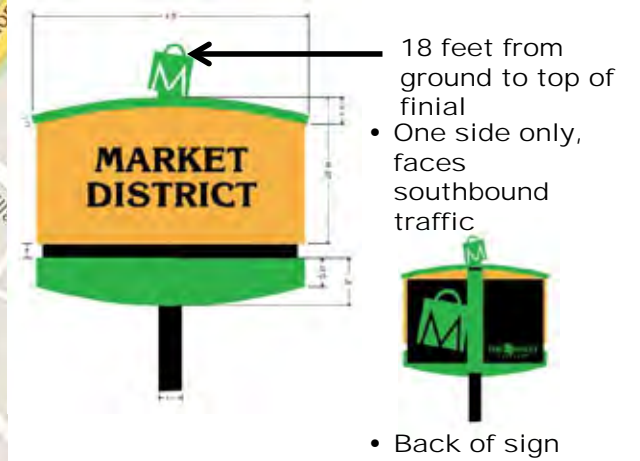 M
18 feet from
ground to top of
finial
MARKET
DISTRICT
• One side only,
faces
southbound
traffic
M
M
• Back of sign